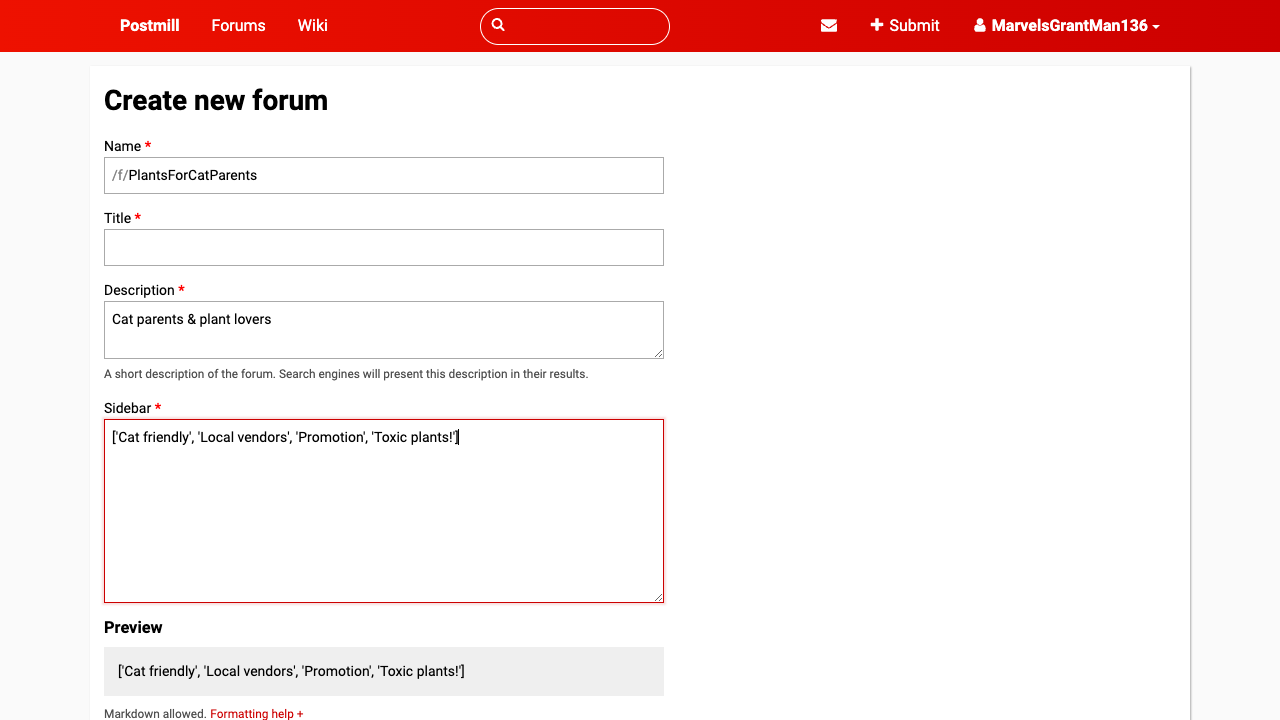 Postmill Forums Wiki Submit MarvelsGrantMan136
Create new forum
Name *
/f/PlantsForCatParents
Title *
Description *
Cat parents & plant lovers
A short description of the forum. Search engines will present this description in their results.
Sidebar *
['Cat friendly', 'Local vendors', 'Promotion', 'Toxic plants!']
Preview
['Cat friendly', 'Local vendors', 'Promotion', 'Toxic plants!']
Markdown allowed. Formatting help +